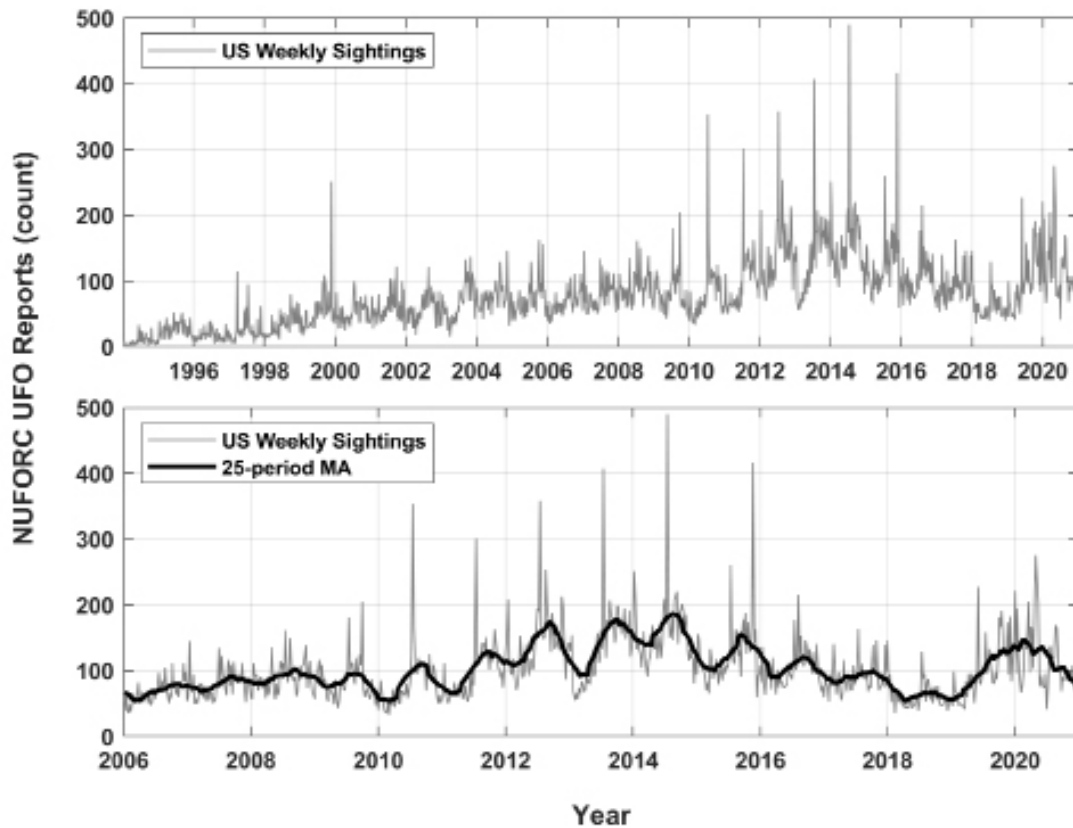 NUFORC UFO Reports (count)
500
400
300
200
100
0
US Weekly Sightings
1996 1998 2000 2002 2004 2006 2008 2010 2012 2014 2016 2018 2020
500
400
300
200
100
0
US Weekly Sightings
25-period MA
2006 2008 2010 2012 2014 2016 2018 2020
Year